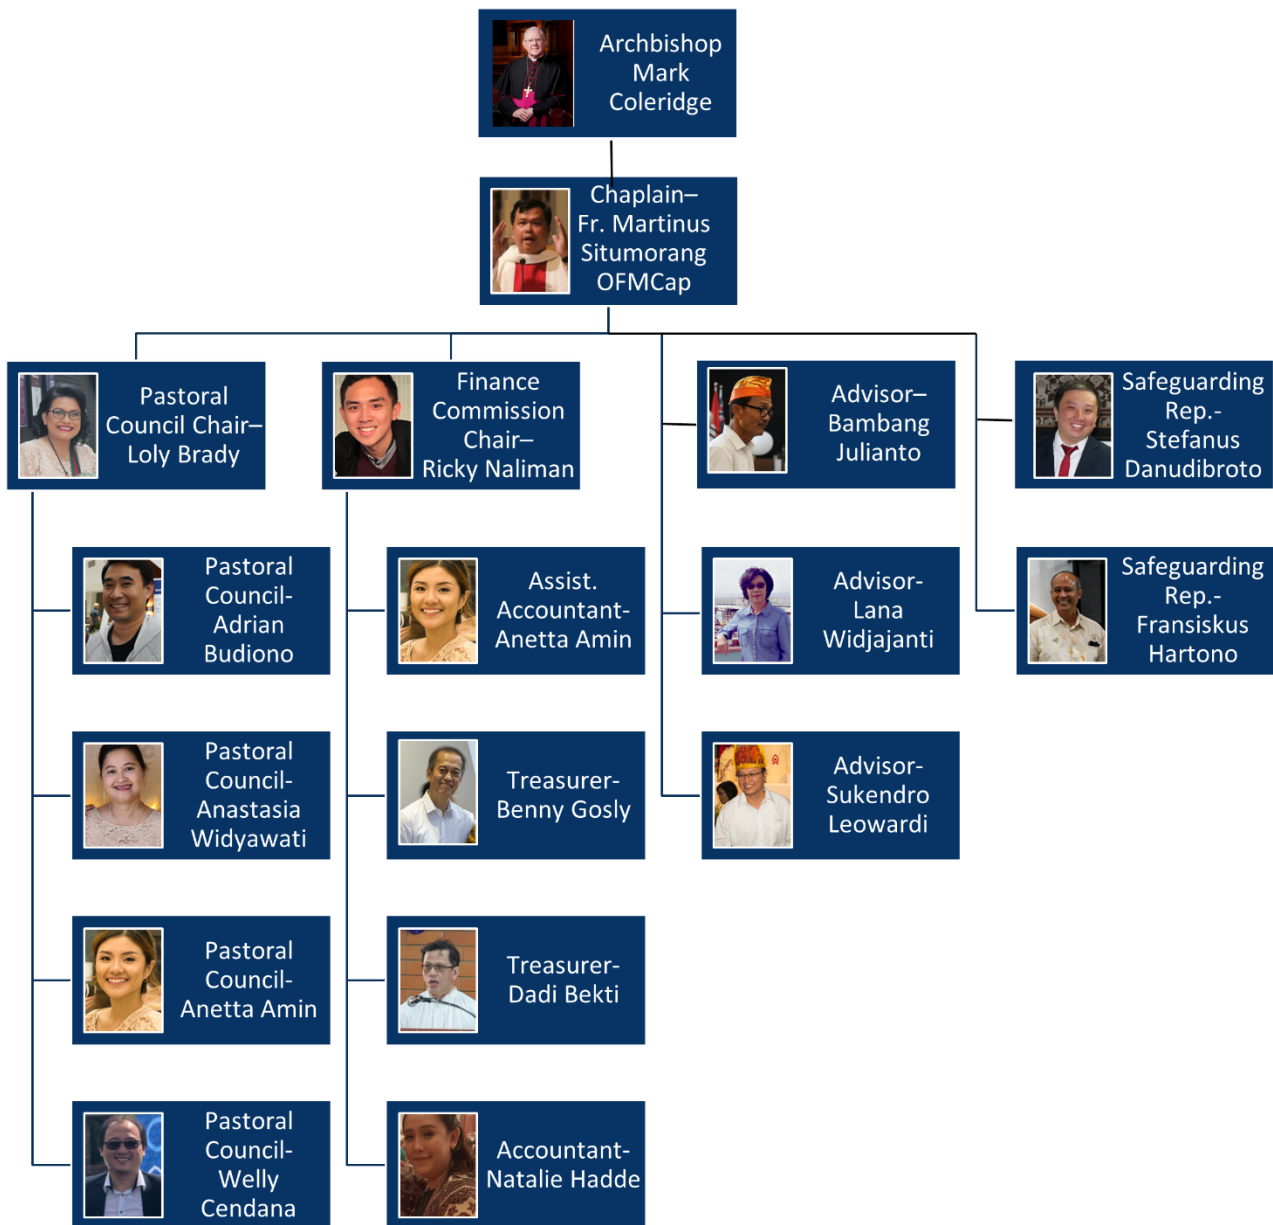 Archbishop
Mark
Coleridge
Chaplain–
Fr. Martinus
Situmorang
OFMCap
Pastoral
Council Chair–
Loly Brady
Finance
Commission
Chair–
Ricky Naliman
Advisor–
Bambang
Julianto
Safeguarding
Rep.-
Stefanus
Danudibroto
Pastoral
Council-
Adrian
Budiono
Assist.
Accountant-
Anetta Amin
Advisor-
Lana
Widjajanti
Safeguarding
Rep.-
Fransiskus
Hartono
Pastoral
Council-
Anastasia
Widyawati
Treasurer-
Benny Gosly
Advisor-
Sukendro
Leowardi
Pastoral
Council-
Anetta Amin
Treasurer-
Dadi Bekti
Pastoral
Council-
Welly
Cendana
Accountant-
Natalie Hadde